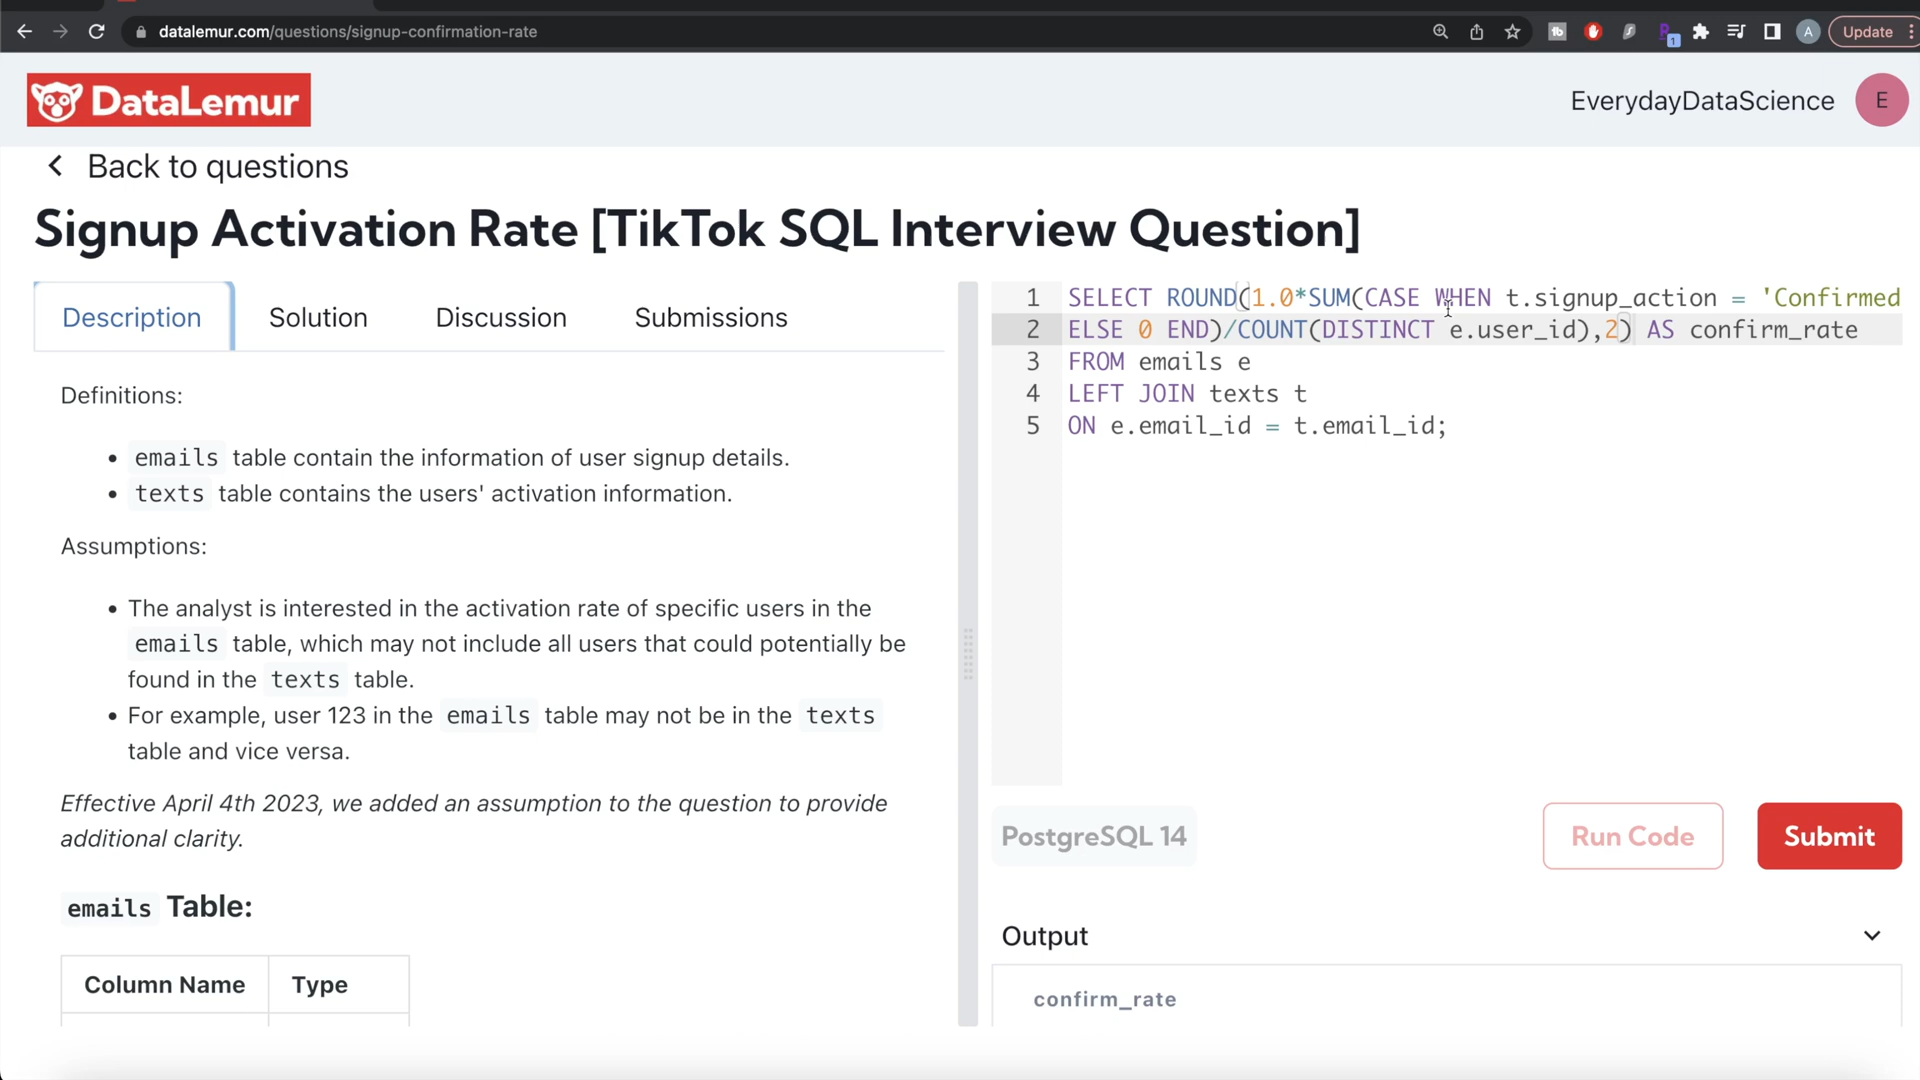 datalemur.com/questions/signup-confirmation-rate
1
A
Update
DataLemur
EverydayDataScience
E
Back to questions
Signup Activation Rate [TikTok SQL Interview Question]
Description
Solution
Discussion
Submissions
Definitions:
• emails table contain the information of user signup details.
• texts table contains the users' activation information.
Assumptions:
• The analyst is interested in the activation rate of specific users in the
emails table, which may not include all users that could potentially be
found in the texts table.
• For example, user 123 in the emails table may not be in the texts
table and vice versa.
Effective April 4th 2023, we added an assumption to the question to provide
additional clarity.
emails Table:
Column Name Type
1 SELECT ROUND(1.0*SUM(CASE WHEN t.signup_action = 'Confirmed
2 ELSE 0 END)/COUNT(DISTINCT e.user_id),2) AS confirm_rate
3 FROM emails e
4 LEFT JOIN texts t
5 ON e.email_id = t.email_id;
PostgreSQL 14
Run Code
Submit
Output
confirm_rate